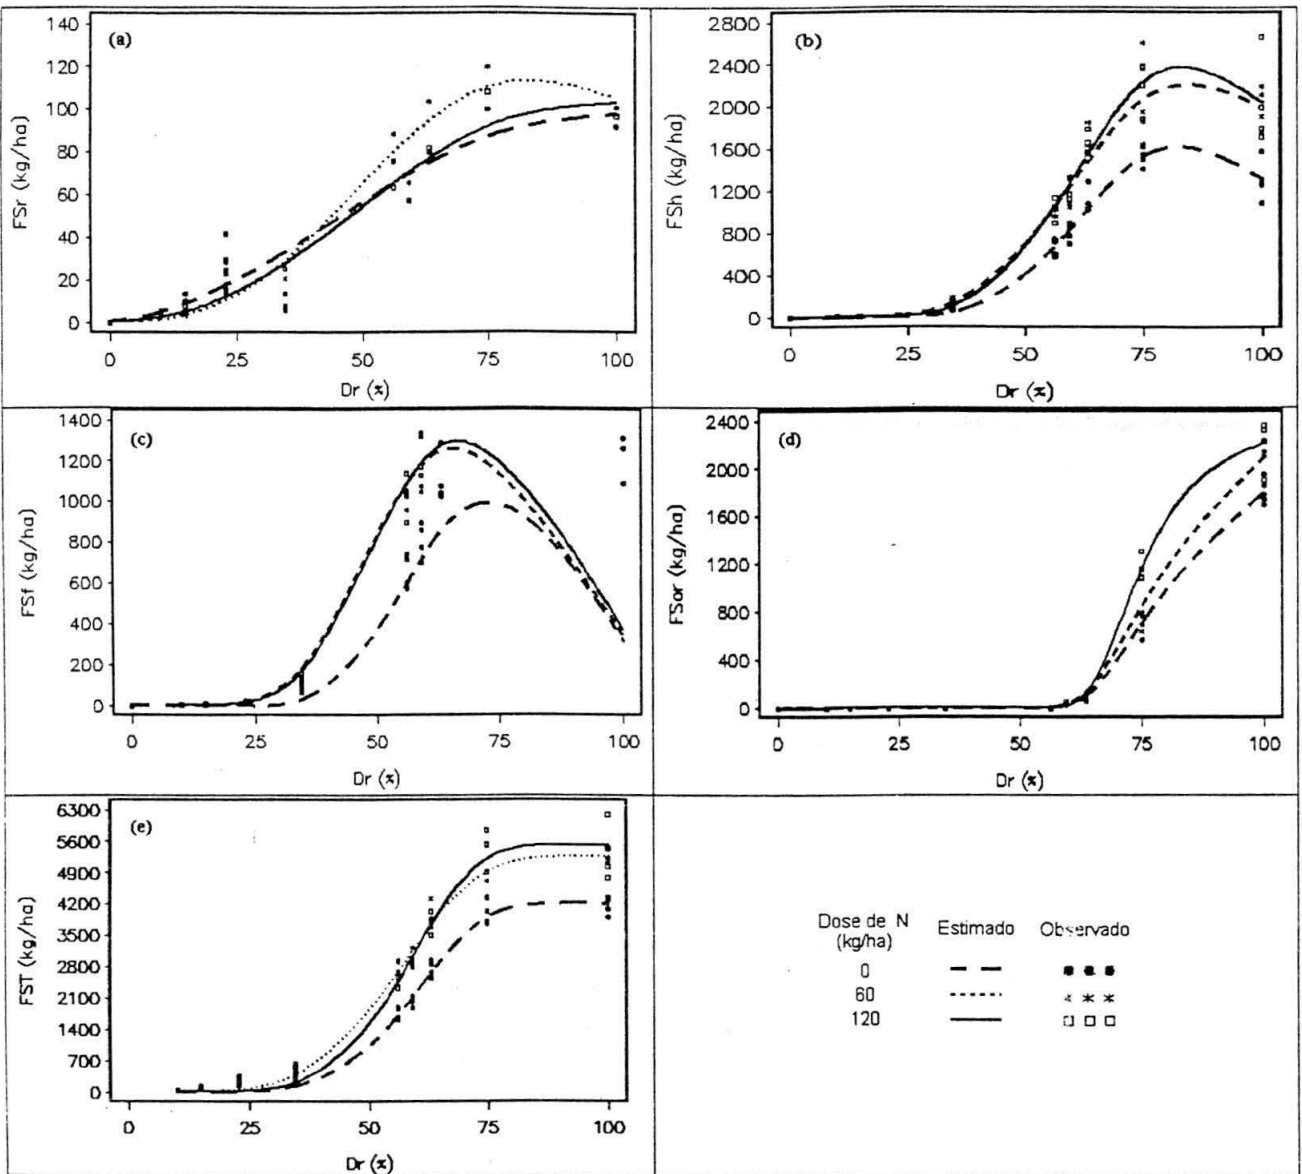 (a)
140
120
100
80
60
40
20
0
FSr (kg/ha)
0 25 50 75 100
Dr (%)
(b)
2800
2400
2000
1600
1200
800
400
0
FSh (kg/ha)
0 25 50 75 100
Dr (%)
(c)
1400
1200
1000
800
600
400
200
0
FSf (kg/ha)
0 25 50 75 100
Dr (%)
(d)
2400
2000
1600
1200
800
400
0
FSor (kg/ha)
0 25 50 75 100
Dr (%)
(e)
6300
5600
4900
4200
3500
2800
2100
1400
700
0
FST (kg/ha)
0 25 50 75 100
Dr (%)
Dose de N Estimado Observado
(kg/ha)
0
60
120